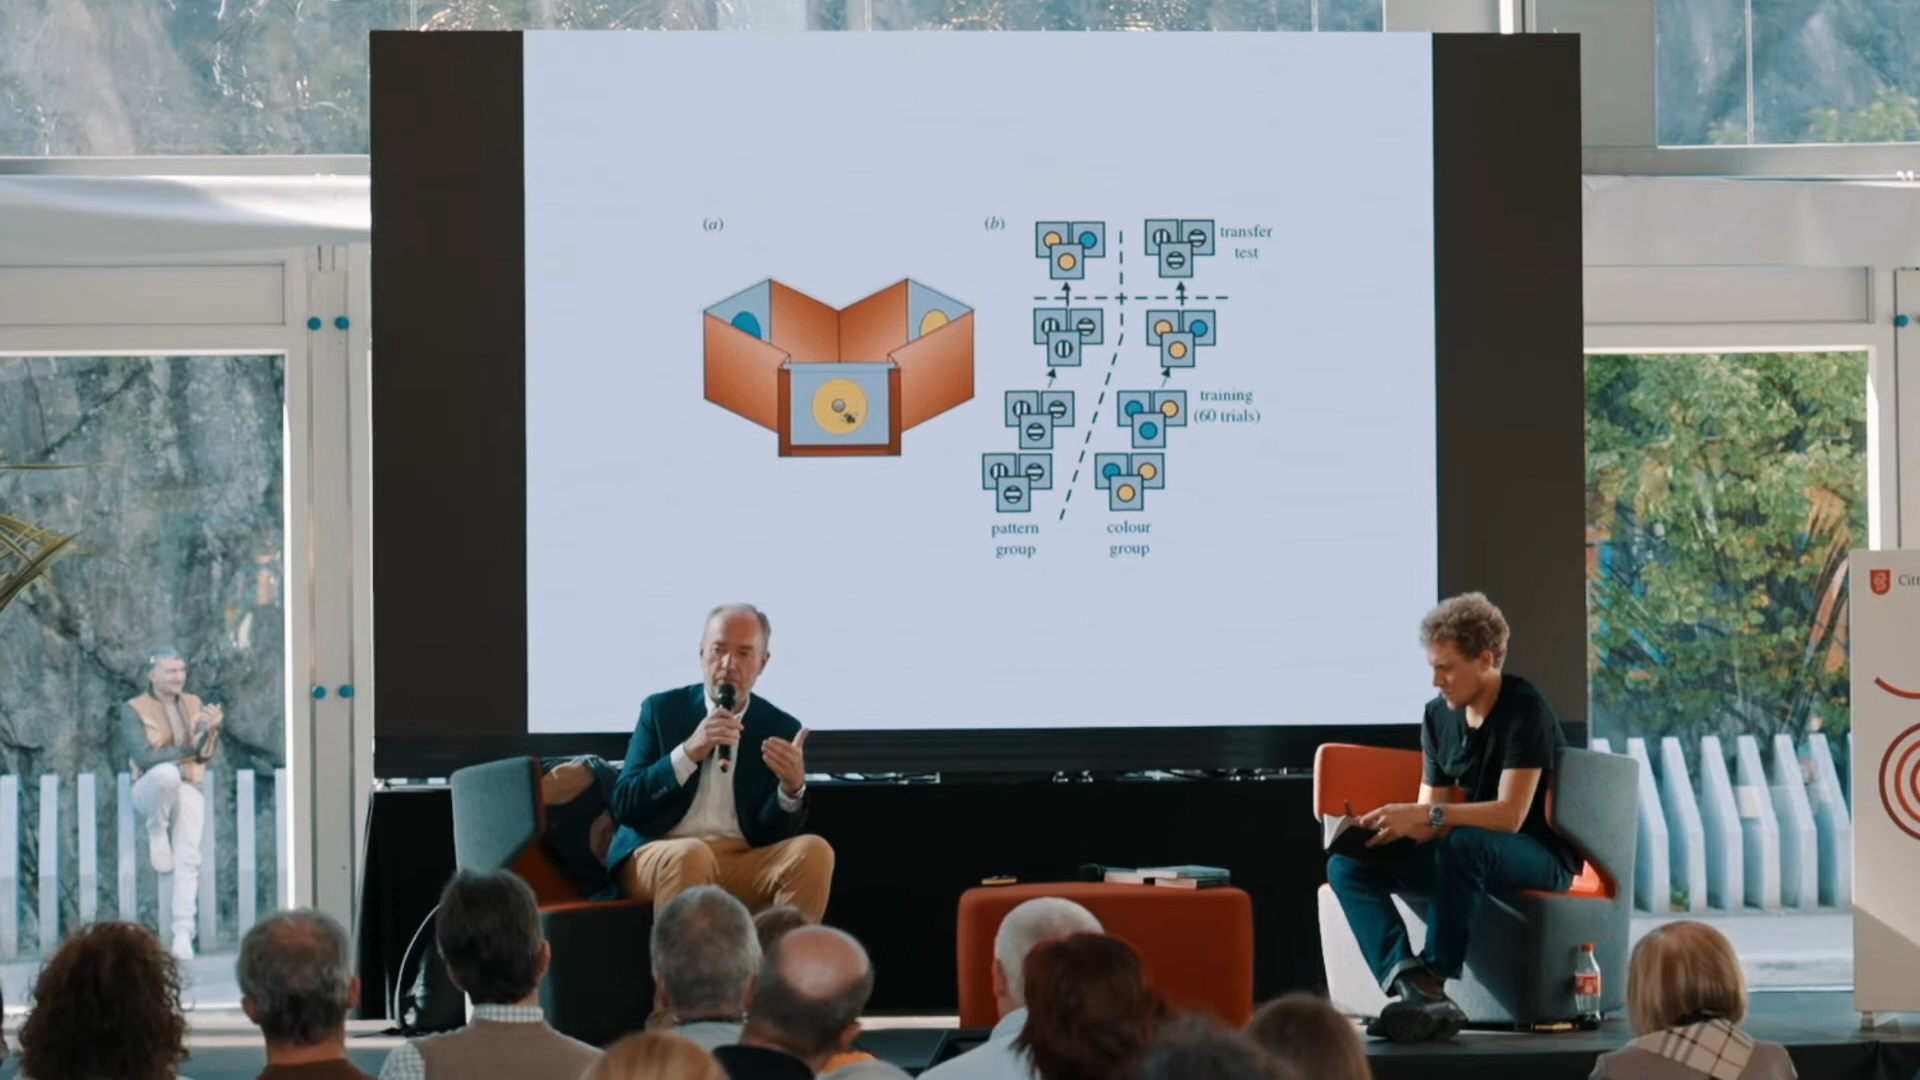 (a)
(b)
transfer
test
training
(60 trials)
pattern
group
colour
group